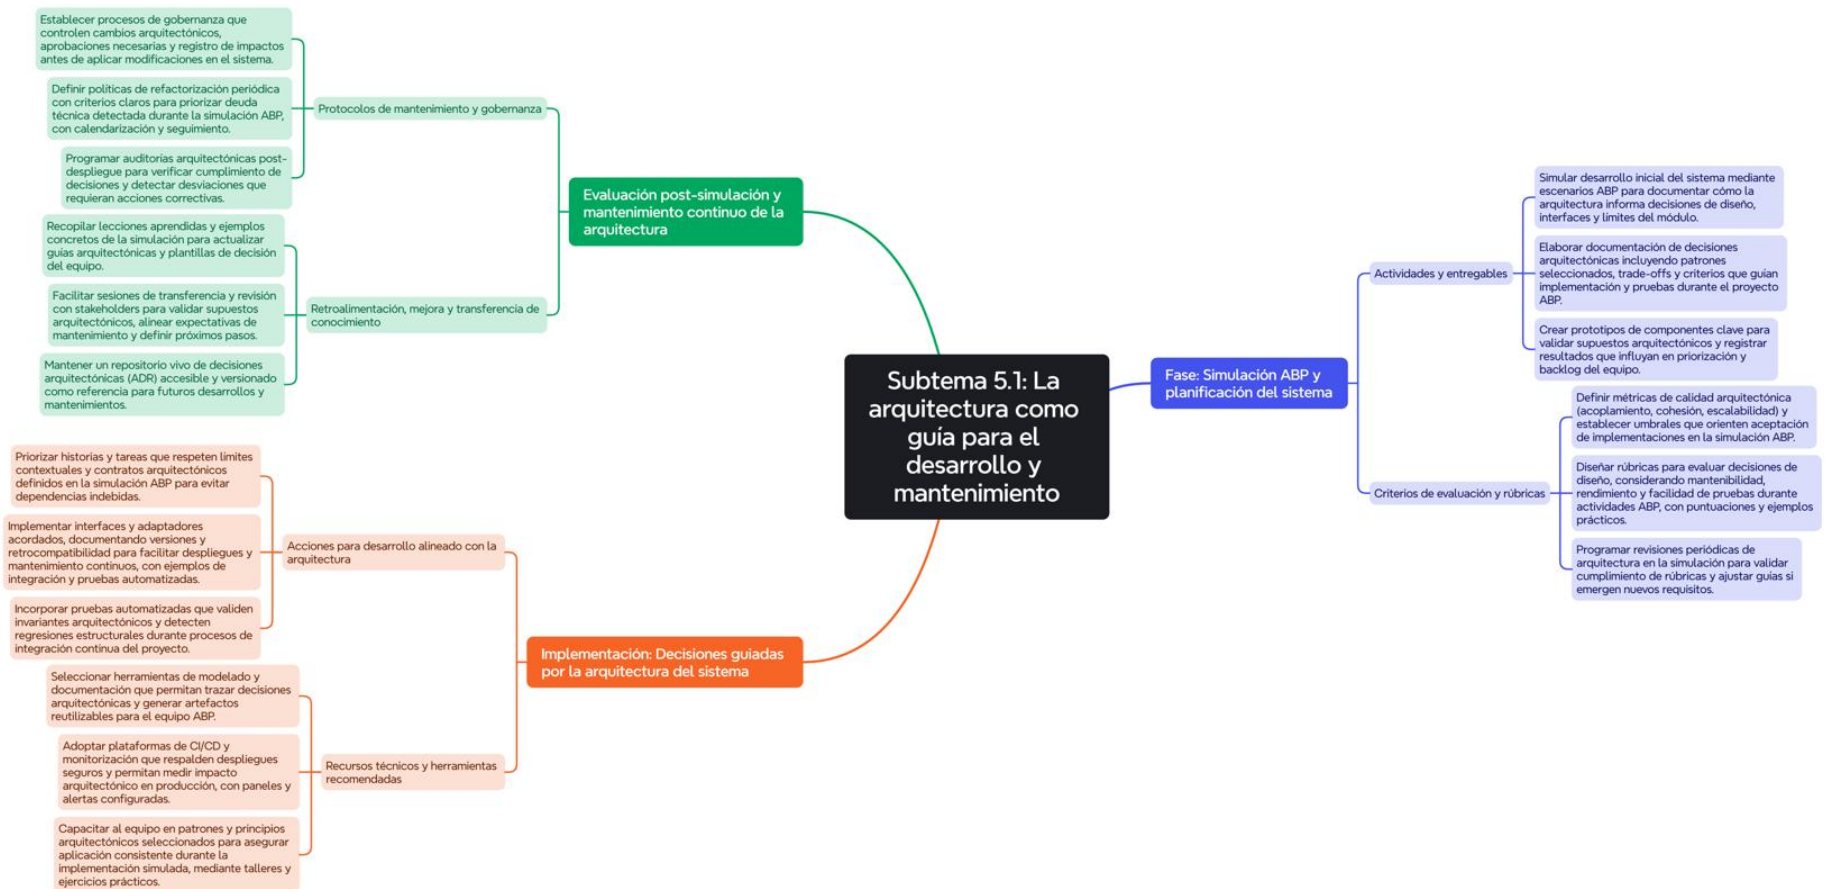 Subtema 5.1: La
arquitectura como
guía para el
desarrollo y
mantenimiento
Fase: Simulación ABP y
planificación del sistema
Actividades y entregables
Simular desarrollo inicial del sistema mediante
escenarios ABP para documentar cómo la
arquitectura informa decisiones de diseño,
interfaces y límites del módulo.
Elaborar documentación de decisiones
arquitectónicas incluyendo patrones
seleccionados, trade-offs y criterios que guían
implementación y pruebas durante el proyecto
ABP.
Crear prototipos de componentes clave para
validar supuestos arquitectónicos y registrar
resultados que influyan en priorización y
backlog del equipo.
Criterios de evaluación y rúbricas
Definir métricas de calidad arquitectónica
(acoplamiento, cohesión, escalabilidad) y
establecer umbrales que orienten aceptación
de implementaciones en la simulación ABP.
Diseñar rúbricas para evaluar decisiones de
diseño, considerando mantenibilidad,
rendimiento y facilidad de pruebas durante
actividades ABP, con puntuaciones y ejemplos
prácticos.
Programar revisiones periódicas de
arquitectura en la simulación para validar
cumplimiento de rúbricas y ajustar guías si
emergen nuevos requisitos.
Implementación: Decisiones guiadas
por la arquitectura del sistema
Acciones para desarrollo alineado con la
arquitectura
Priorizar historias y tareas que respeten límites
contextuales y contratos arquitectónicos
definidos en la simulación ABP para evitar
dependencias indebidas.
Implementar interfaces y adaptadores
acordados, documentando versiones y
retrocompatibilidad para facilitar despliegues y
mantenimiento continuos, con ejemplos de
integración y pruebas automatizadas.
Incorporar pruebas automatizadas que validen
invariantes arquitectónicos y detecten
regresiones estructurales durante procesos de
integración continua del proyecto.
Recursos técnicos y herramientas
recomendadas
Seleccionar herramientas de modelado y
documentación que permitan trazar decisiones
arquitectónicas y generar artefactos
reutilizables para el equipo ABP.
Adoptar plataformas de CI/CD y
monitorización que respalden despliegues
seguros y permitan medir impacto
arquitectónico en producción, con paneles y
alertas configuradas.
Capacitar al equipo en patrones y principios
arquitectónicos seleccionados para asegurar
aplicación consistente durante la
implementación simulada, mediante talleres y
ejercicios prácticos.
Evaluación post-simulación y
mantenimiento continuo de la
arquitectura
Protocolos de mantenimiento y gobernanza
Establecer procesos de gobernanza que
controlen cambios arquitectónicos,
aprobaciones necesarias y registro de impactos
antes de aplicar modificaciones en el sistema.
Definir políticas de refactorización periódica
con criterios claros para priorizar deuda
técnica detectada durante la simulación ABP,
con calendarización y seguimiento.
Programar auditorías arquitectónicas post-
despliegue para verificar cumplimiento de
decisiones y detectar desviaciones que
requieran acciones correctivas.
Retroalimentación, mejora y transferencia de
conocimiento
Recopilar lecciones aprendidas y ejemplos
concretos de la simulación para actualizar
guías arquitectónicas y plantillas de decisión
del equipo.
Facilitar sesiones de transferencia y revisión
con stakeholders para validar supuestos
arquitectónicos, alinear expectativas de
mantenimiento y definir próximos pasos.
Mantener un repositorio vivo de decisiones
arquitectónicas (ADR) accesible y versionado
como referencia para futuros desarrollos y
mantenimientos.